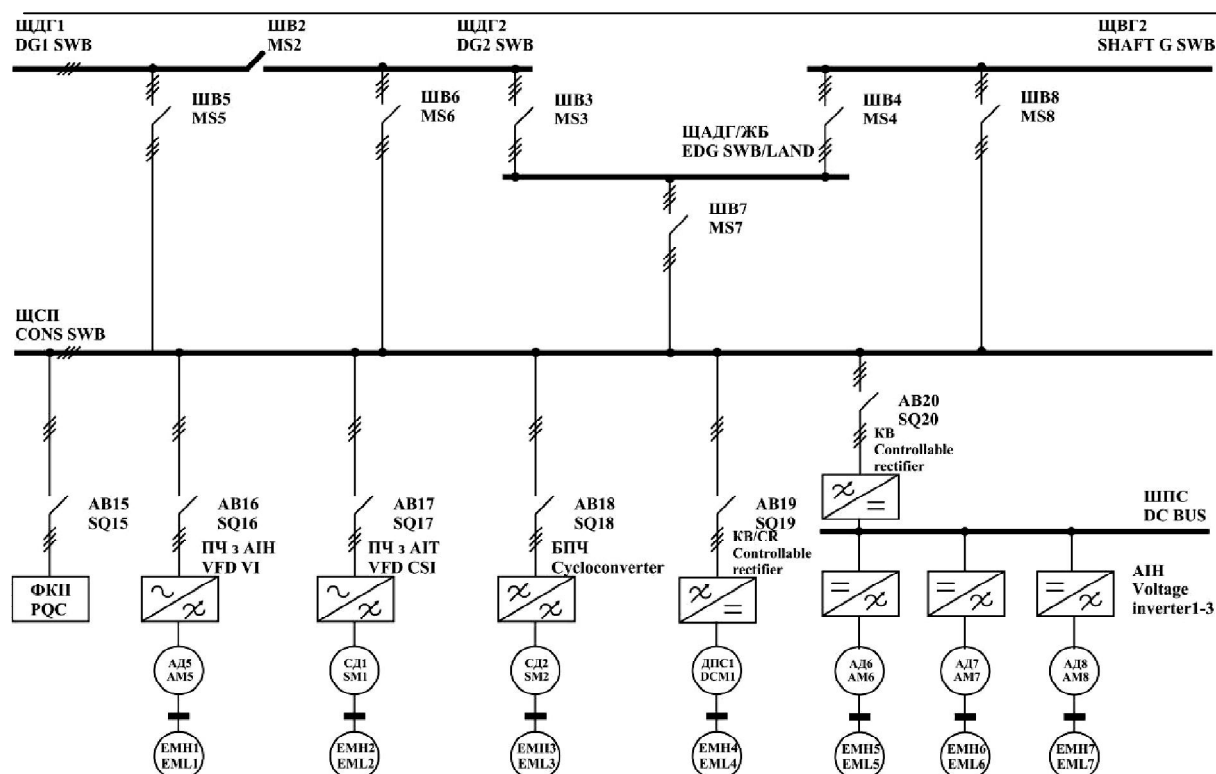 ЩДГ1
DG1 SWB
ШВ2
MS2
ЩДГ2
DG2 SWB
ЩВГ2
SHAFT G SWB
ШВ5
MS5
ШВ6
MS6
ШВ3
MS3
ШВ4
MS4
ШВ8
MS8
ЩАДГ/ЖБ
EDG SWB/LAND
ШВ7
MS7
ЩСП
CONS SWB
АВ20
SQ20
КВ
Controllable
rectifier
АВ15
SQ15
АВ16
SQ16
АВ17
SQ17
АВ18
SQ18
АВ19
SQ19
ШПС
DC BUS
ПЧ з АІН
VFD VI
ПЧ з АІТ
VFD CSI
БПЧ
Cycloconverter
КВ/CR
Controllable
rectifier
ФКП
PQC
АІН
Voltage
inverter1-3
АД5
AM5
СД1
SM1
СД2
SM2
ДПС1
DCM1
АД6
AM6
АД7
AM7
АД8
AM8
ЕМН1
EML1
ЕМН2
EML2
ЕМН3
EML3
ЕМН4
EML4
ЕМН5
EML5
ЕМН6
EML6
ЕМН7
EML7